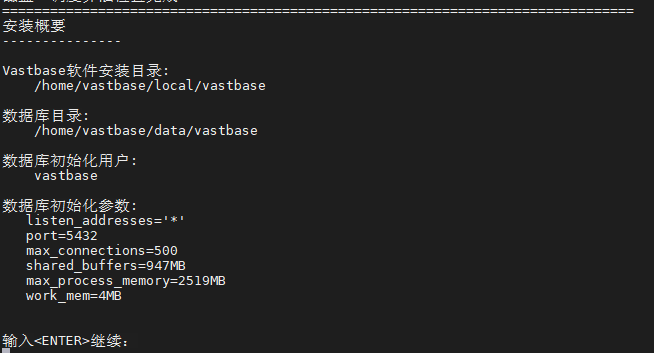 ================================================================================
安装概要
---------------
Vastbase软件安装目录:
/home/vastbase/local/vastbase
数据库目录:
/home/vastbase/data/vastbase
数据库初始化用户:
vastbase
数据库初始化参数:
listen_addresses='*'
port=5432
max_connections=500
shared_buffers=947MB
max_process_memory=2519MB
work_mem=4MB
输入<ENTER>继续: